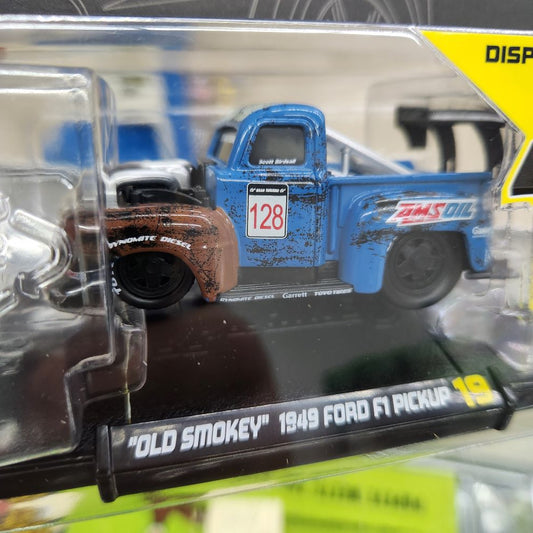 DISP
Scott Birdsall
128
AMSOIL
DYNOMITE DIESEL
DYNOMITE DIESEL Garrett TOYO TIRES
"OLD SMOKEY" 1949 FORD F1 PICKUP 19